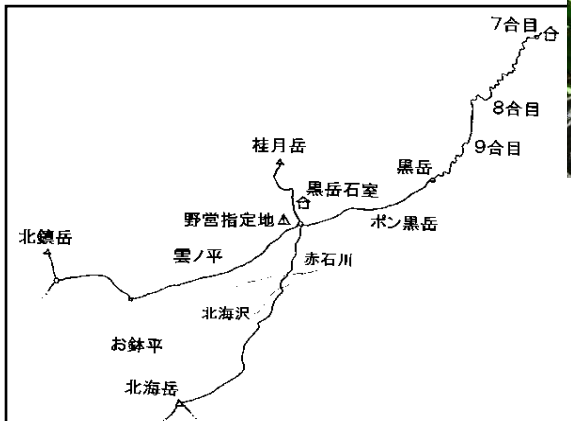 7合目
8合目
9合目
桂月岳
黒岳
黒岳石室
野営指定地
ポン黒岳
北鎮岳
雲ノ平
赤石川
北海沢
お鉢平
北海岳